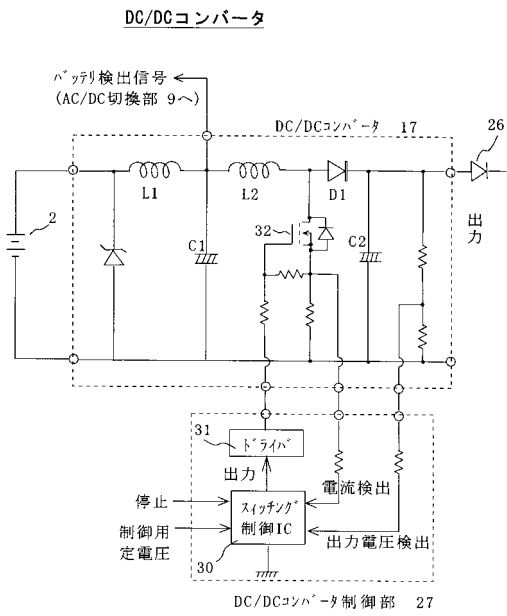 DC/DCコンバータ
バッテリ検出信号
(AC/DC切換部 9へ)
DC/DCコンバータ 17
26
L1
L2
D1
出力
2
32
C1
C2
31
ドライバ
出力
電流検出
停止
スイッチング
制御IC
制御用
定電圧
30
出力電圧検出
DC/DCコンバータ制御部 27